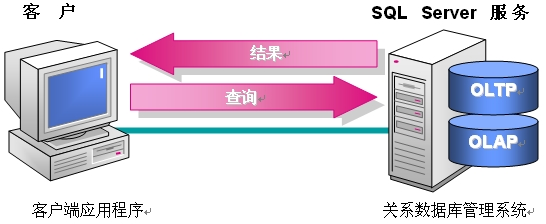 客 户
SQL Server 服务
结果
查询
OLTP
OLAP
客户端应用程序
关系数据库管理系统